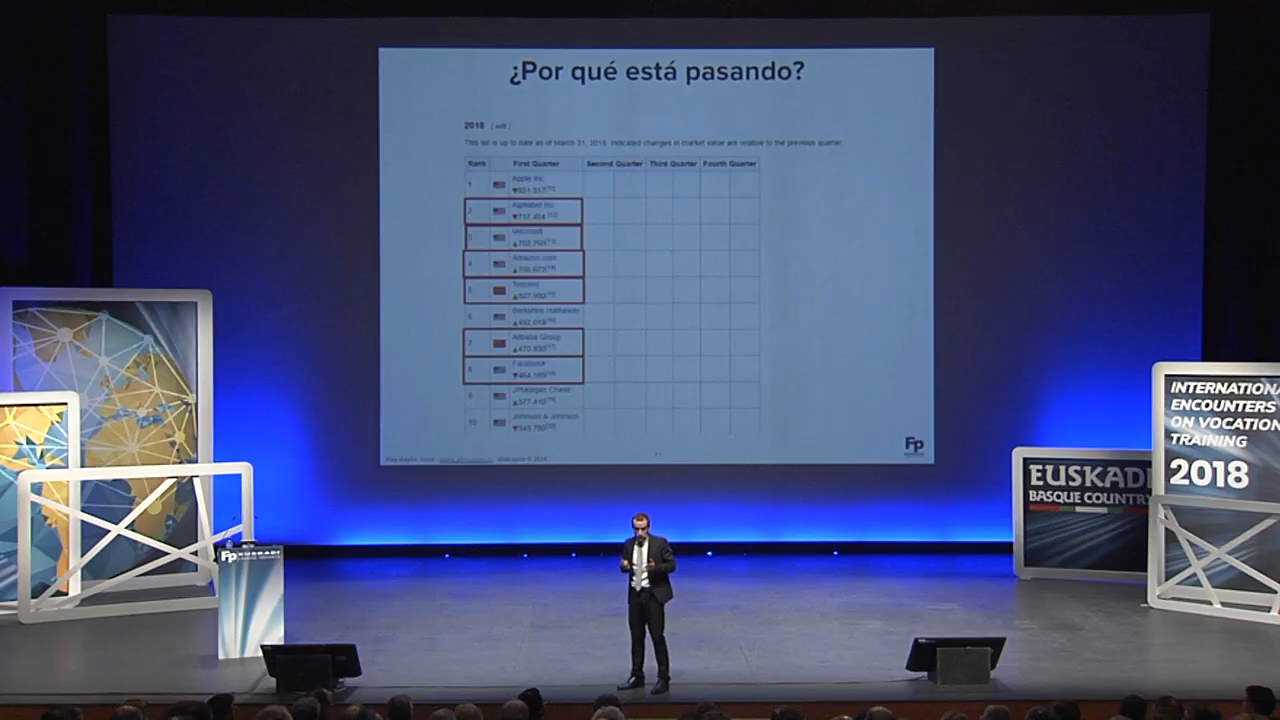 ¿Por qué está pasando?
2018 [ edit ]
This list is up to date as of March 31, 2018. Indicated changes in market value are relative to the previous quarter.
Rank First Quarter Second Quarter Third Quarter Fourth Quarter
1 Apple Inc.
2 Alphabet Inc.
3 Microsoft
4 Amazon.com
5 Tencent
6 Berkshire Hathaway
7 Alibaba Group
8 Facebook
9 JPMorgan Chase
10 Johnson & Johnson
Fp
Fp EUSKADI
INTERNATIONA
ENCOUNTERS
ON VOCATION
TRAINING
2018
EUSKADI
BASQUE COUNTRY